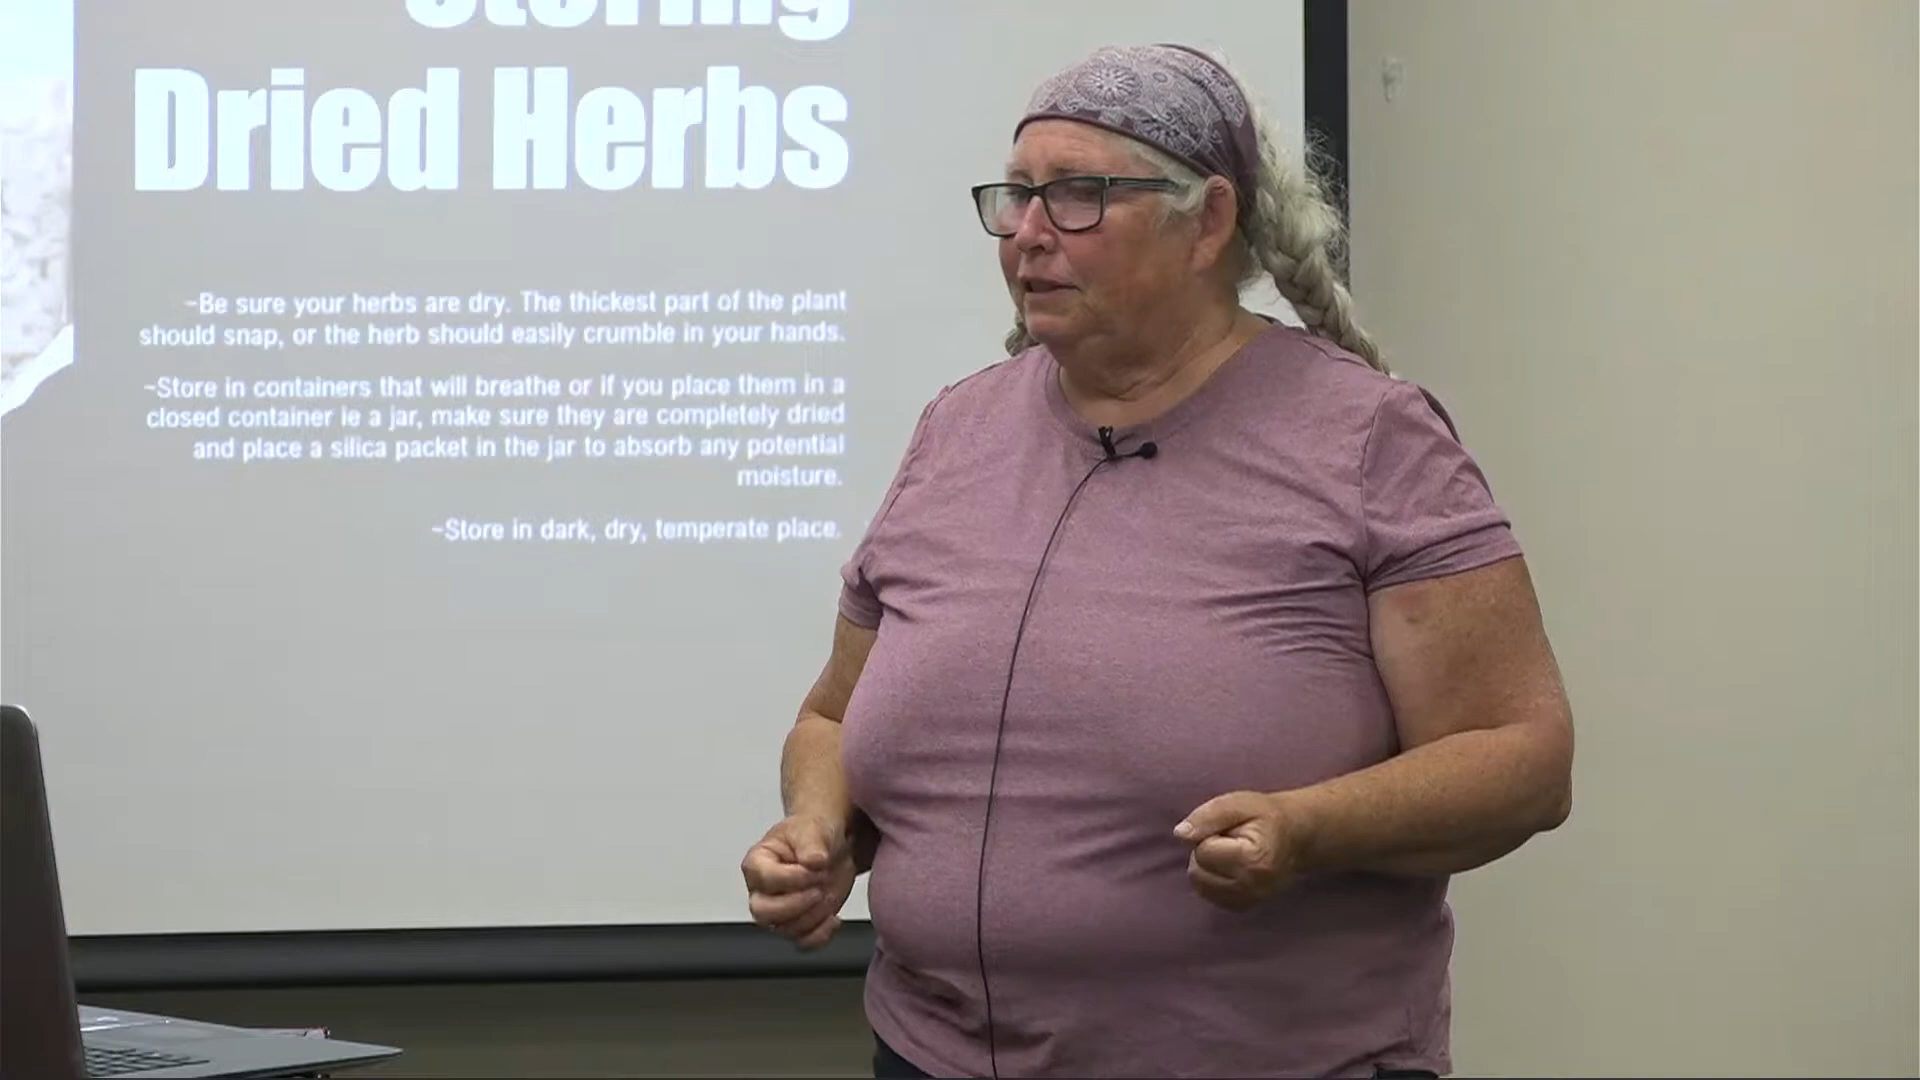 Storing
Dried Herbs
~Be sure your herbs are dry. The thickest part of the plant
should snap, or the herb should easily crumble in your hands.
~Store in containers that will breathe or if you place them in a
closed container ie a jar, make sure they are completely dried
and place a silica packet in the jar to absorb any potential
moisture.
~Store in dark, dry, temperate place.